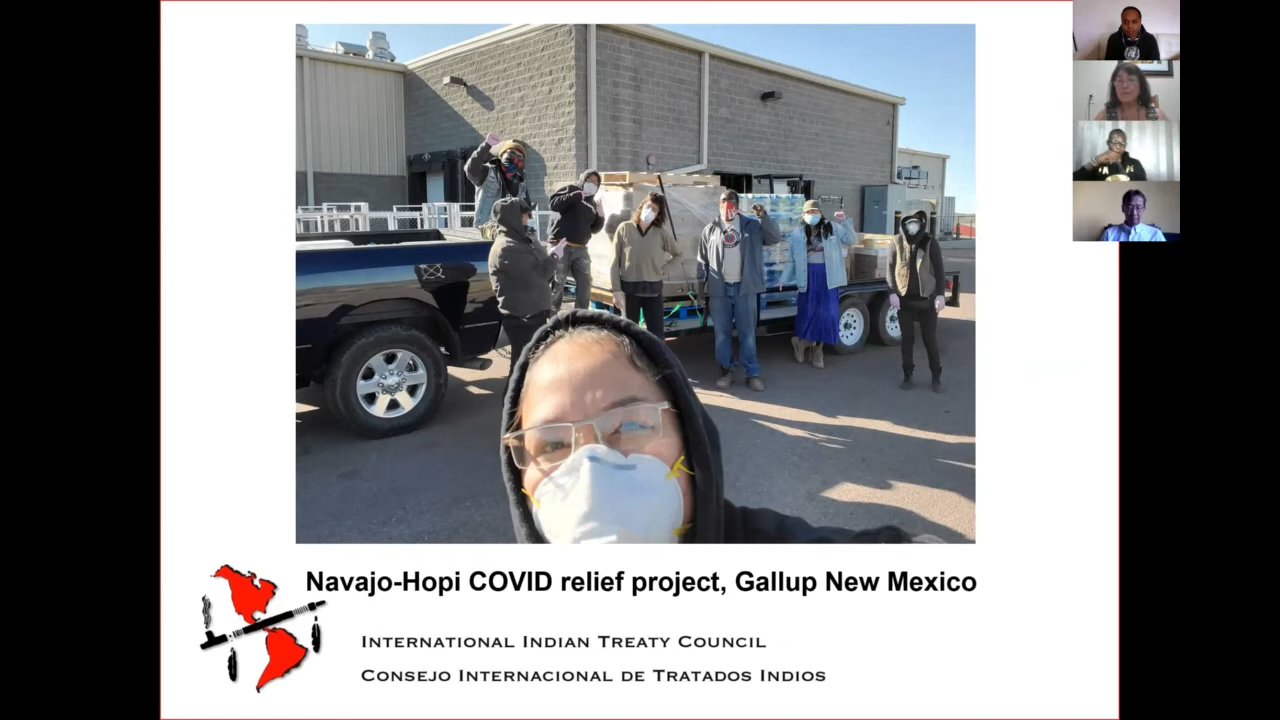 Navajo-Hopi COVID relief project, Gallup New Mexico
INTERNATIONAL INDIAN TREATY COUNCIL
CONSEJO INTERNACIONAL DE TRATADOS INDIOS